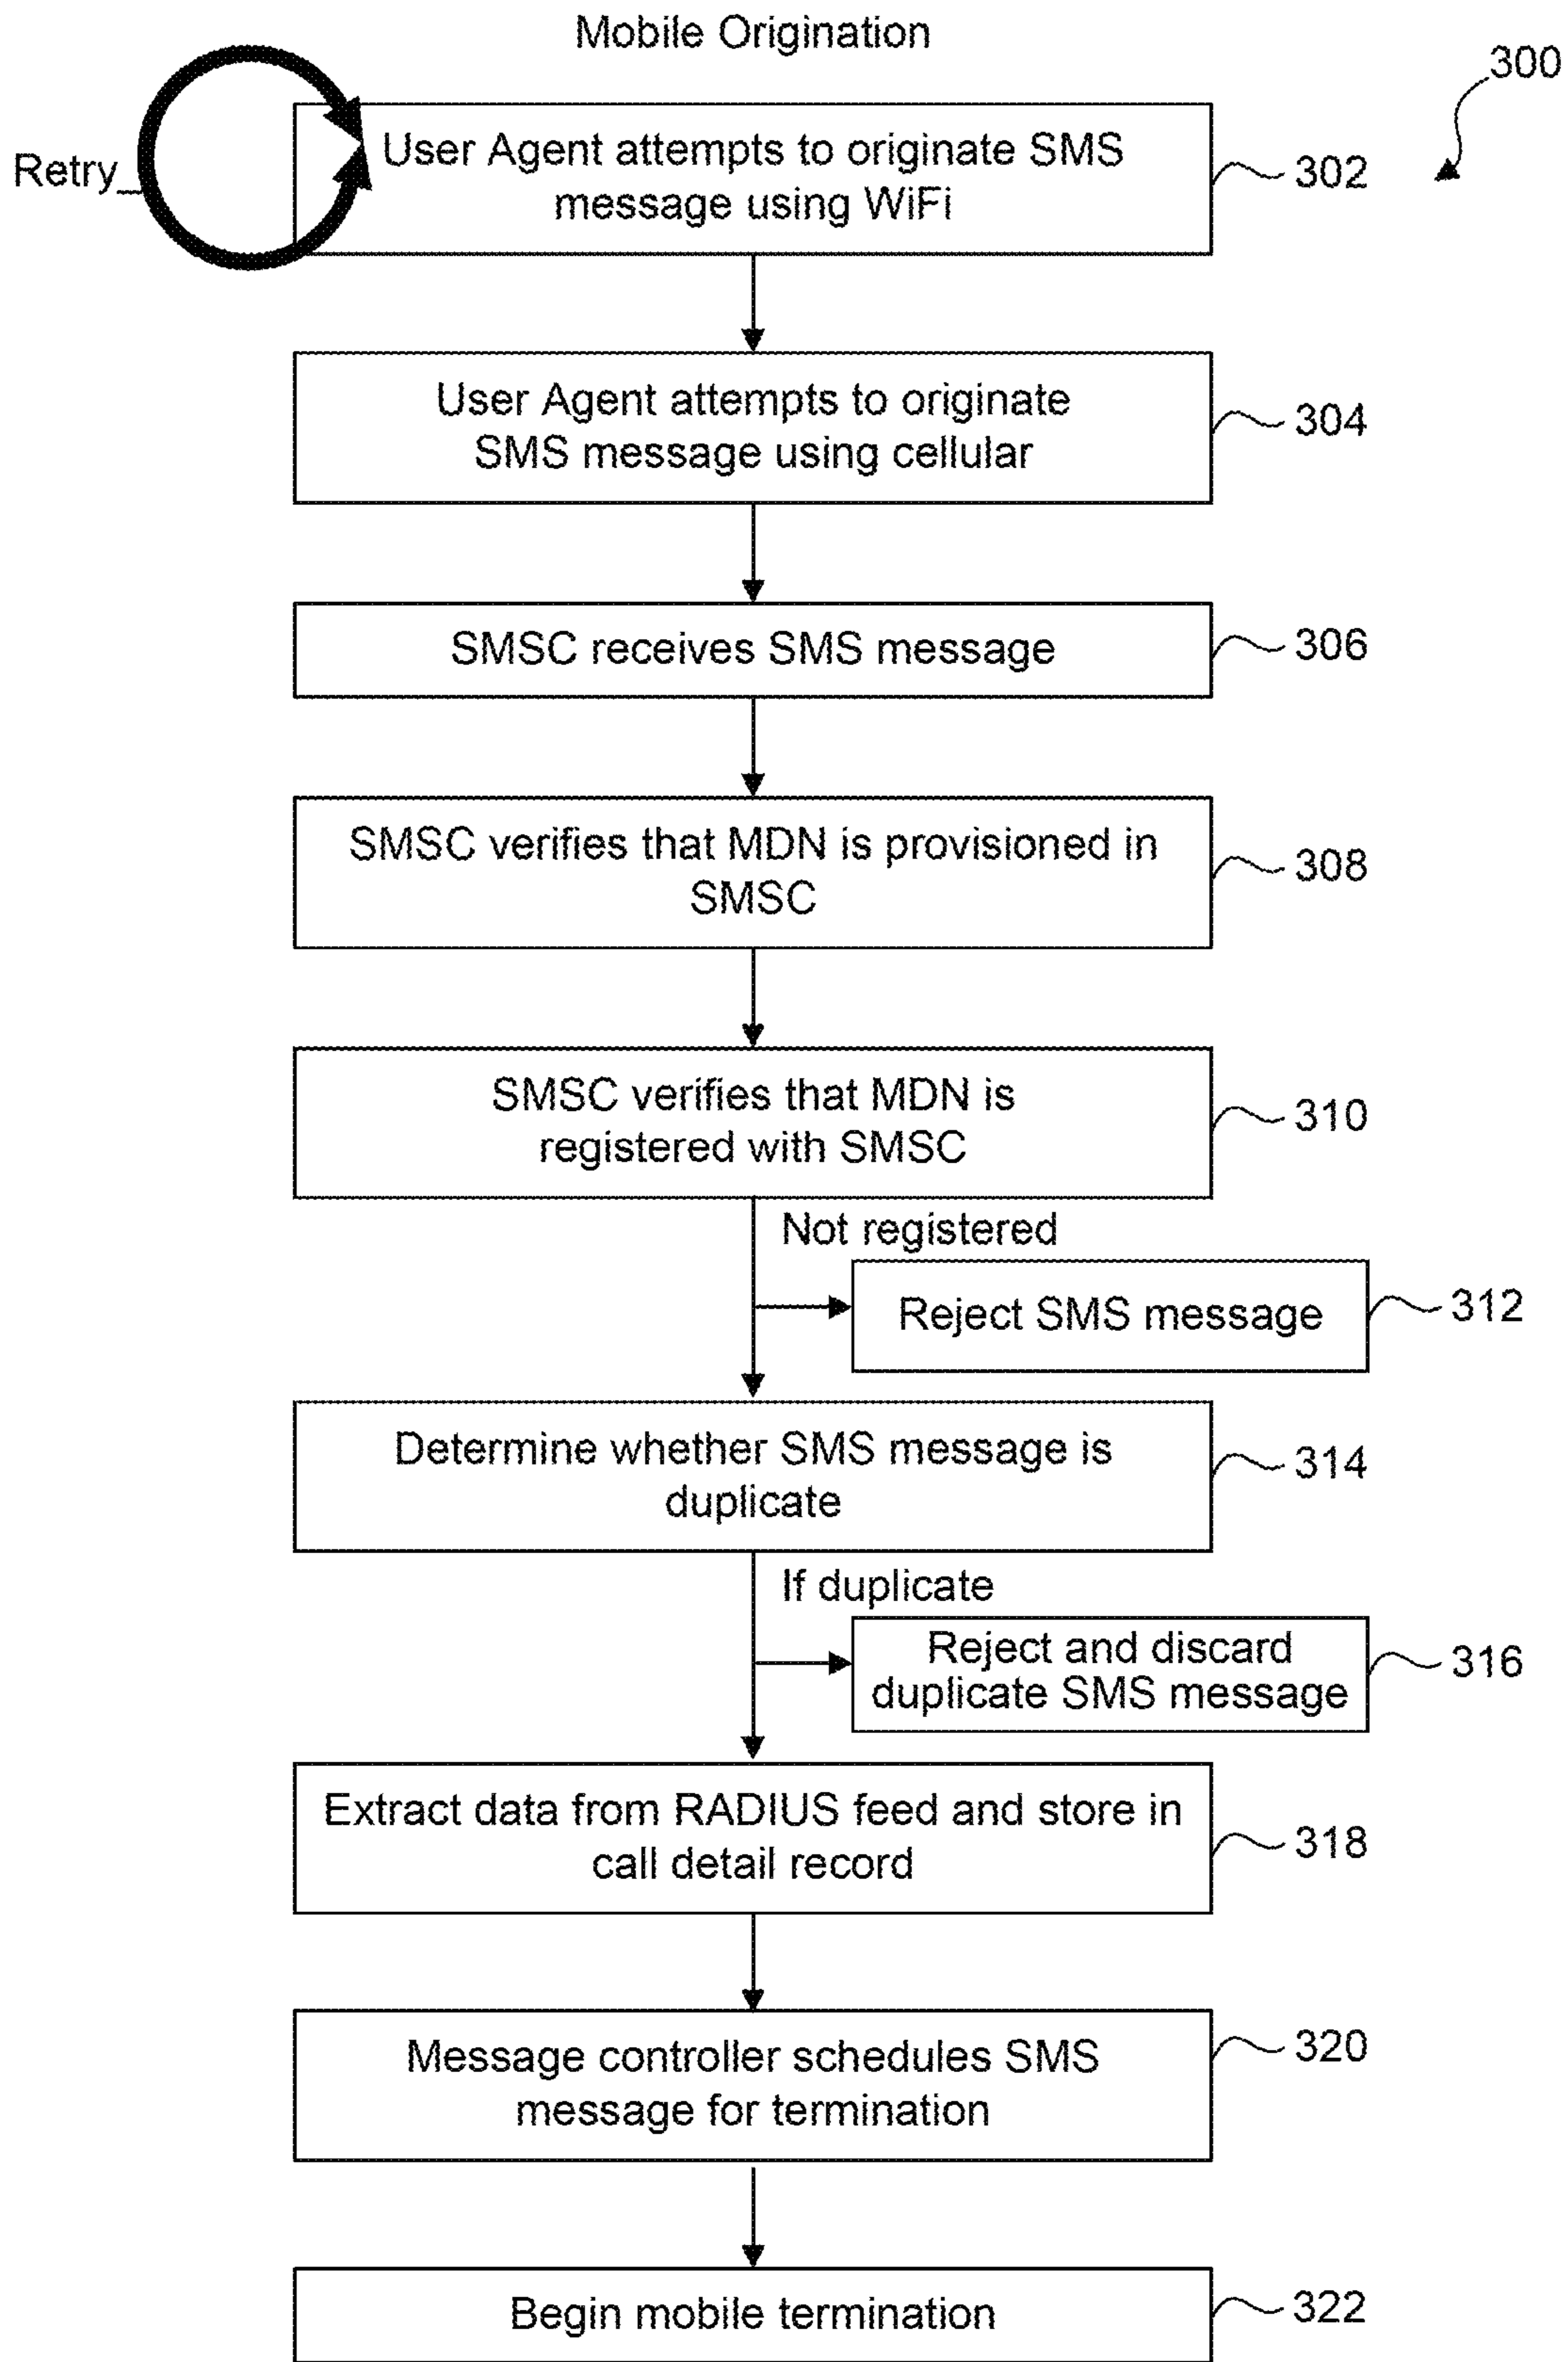 Mobile Origination
300
Retry
User Agent attempts to originate SMS
message using WiFi
302
User Agent attempts to originate
SMS message using cellular
304
SMSC receives SMS message
306
SMSC verifies that MDN is provisioned in
SMSC
308
SMSC verifies that MDN is
registered with SMSC
310
Not registered
Reject SMS message
312
Determine whether SMS message is
duplicate
314
If duplicate
Reject and discard
duplicate SMS message
316
Extract data from RADIUS feed and store in
call detail record
318
Message controller schedules SMS
message for termination
320
Begin mobile termination
322